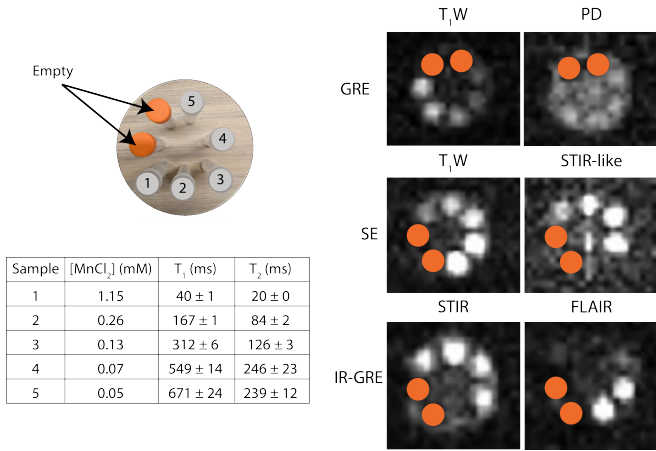 Empty
5
4
3
2
1
Sample [MnCl2] (mM) T1 (ms) T2 (ms)
1 1.15 40 ± 1 20 ± 0
2 0.26 167 ± 1 84 ± 2
3 0.13 312 ± 6 126 ± 3
4 0.07 549 ± 14 246 ± 23
5 0.05 671 ± 24 239 ± 12
T1W PD
GRE
T1W STIR-like
SE
STIR FLAIR
IR-GRE